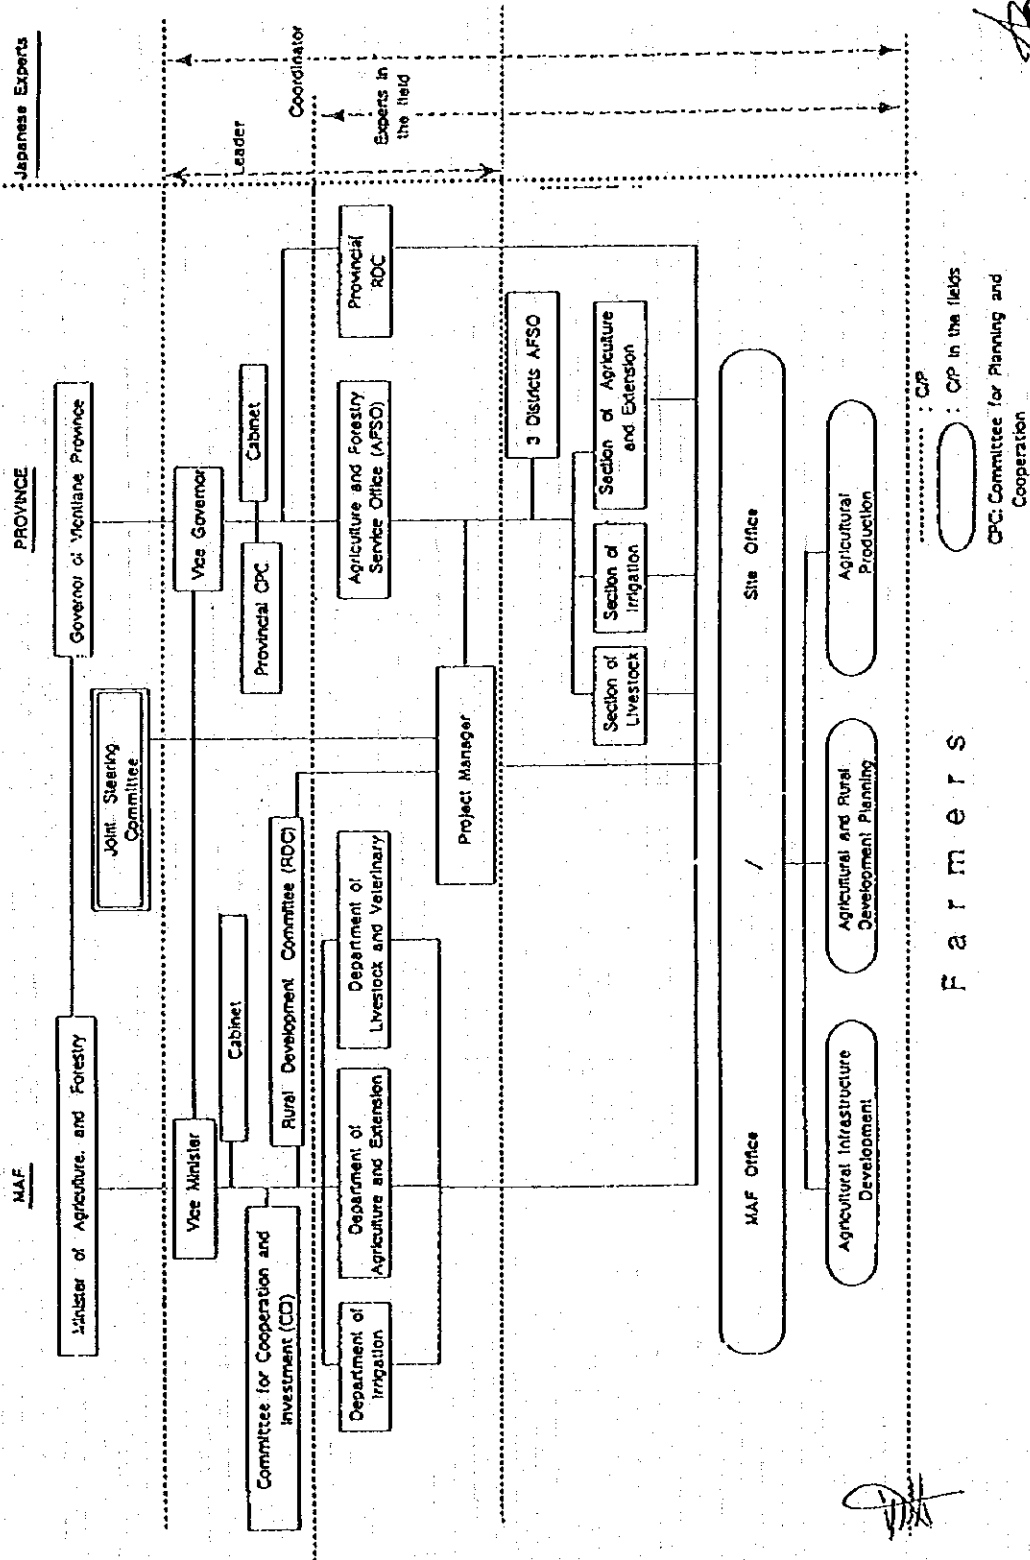 MAF
PROVINCE
Japanese Experts
Minister of Agriculture and Forestry
Governor of Vientiane Province
Joint Steering
Committee
Vice Minister
Vice Governor
Leader
Coordinator
Cabinet
Cabinet
Committee for Cooperation and
Investment (CCI)
Rural Development Committee (RDC)
Provincial CPC
Department of
Irrigation
Department of
Agriculture and Extension
Department of
Livestock and Veterinary
Agriculture and Forestry
Service Office (AFSO)
Provincial
RDC
Experts in
the field
Project Manager
3 Districts AFSO
Section of
Livestock
Section of
Irrigation
Section of Agriculture
and Extension
MAF Office / Site Office
Agricultural Infrastructure
Development
Agricultural and Rural
Development Planning
Agricultural
Production
Farmers
: C/P
: C/P in the fields
CPC: Committee for Planning and
Cooperation